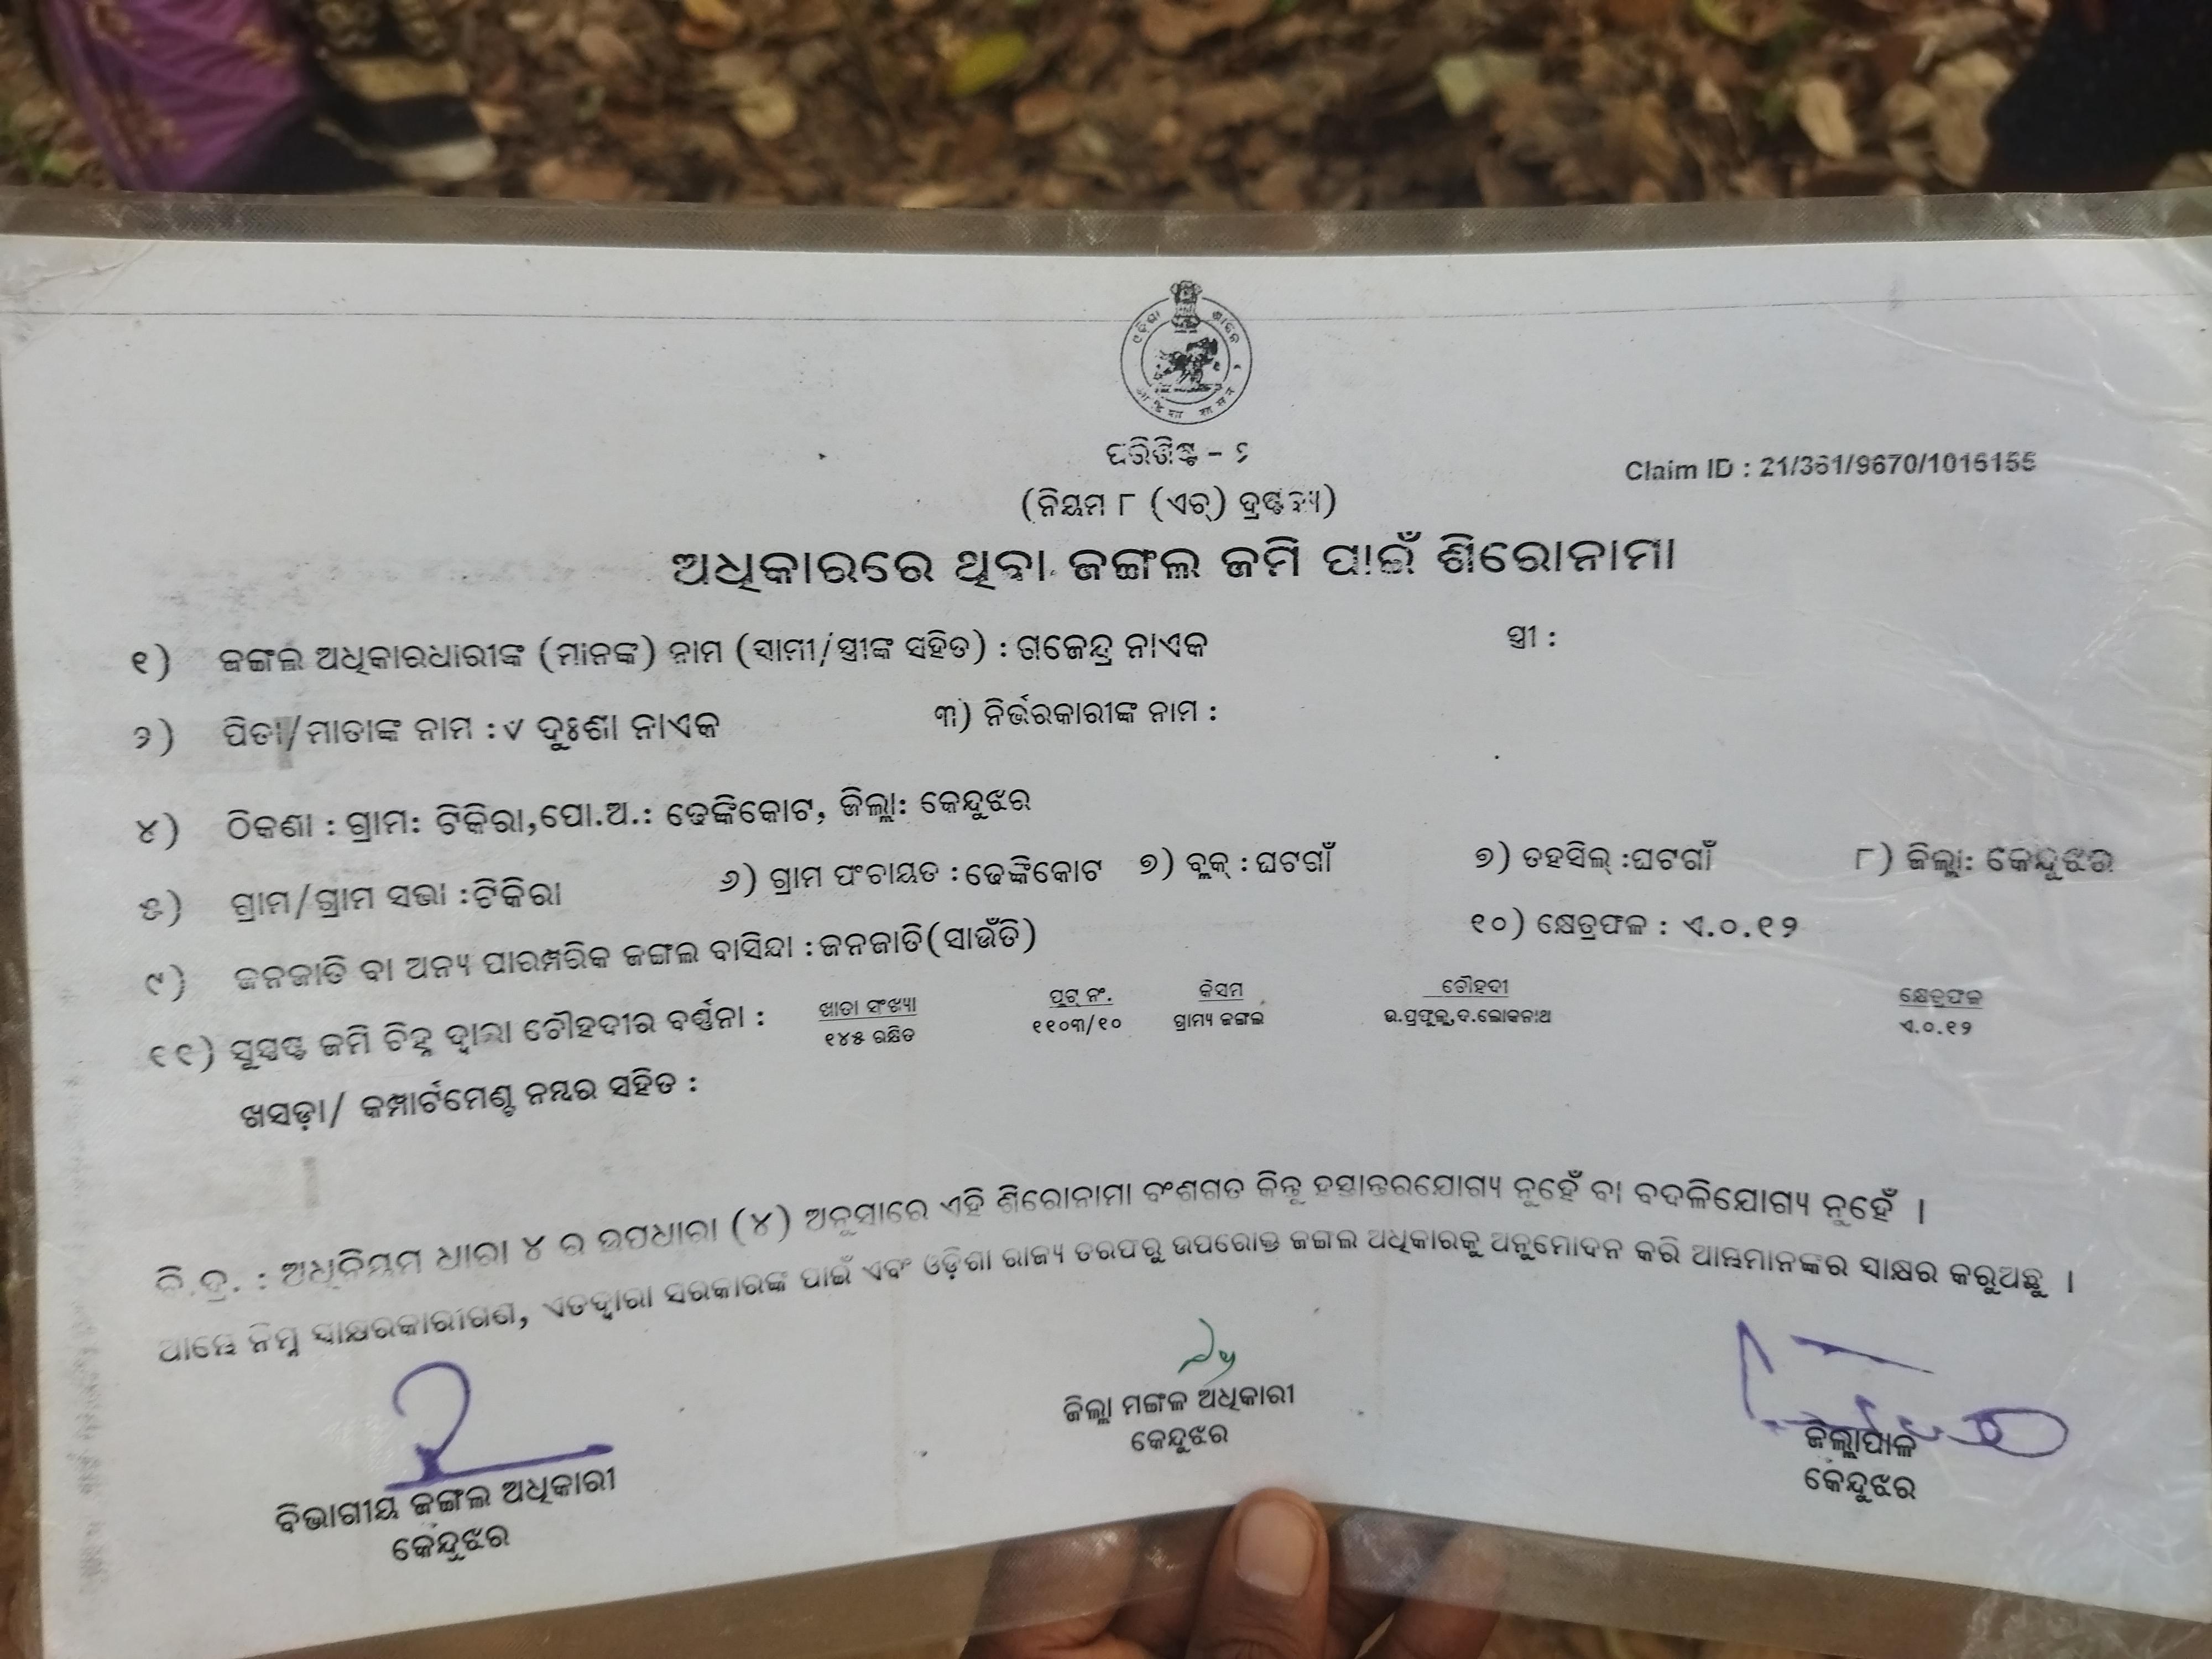 ପରିଶିଷ୍ଟ - ୨
Claim ID : 21/361/9670/1016155
(ନିୟମ ୮ (ଏଚ୍) ଦ୍ରଷ୍ଟବ୍ୟ)
ଅଧିକାରରେ ଥିବା ଜଙ୍ଗଲ ଜମି ପାଇଁ ଶିରୋନାମା
୧) ଜଙ୍ଗଲ ଅଧିକାରଧାରୀଙ୍କ (ମାନଙ୍କ) ନାମ (ସ୍ୱାମୀ/ସ୍ତ୍ରୀଙ୍କ ସହିତ) : ଗଜେନ୍ଦ୍ର ନାଏକ ସ୍ତ୍ରୀ :
୨) ପିତା/ମାତାଙ୍କ ନାମ : ୰ ଦୁଃଶା ନାଏକ ୩) ନିର୍ଭରକାରୀଙ୍କ ନାମ :
୪) ଠିକଣା : ଗ୍ରାମ: ଟିକିରା,ପୋ.ଅ.: ଢେଙ୍କିକୋଟ, ଜିଲ୍ଲା: କେନ୍ଦୁଝର
୫) ଗ୍ରାମ/ଗ୍ରାମ ସଭା :ଟିକିରା ୬) ଗ୍ରାମ ପଂଚାୟତ :ଢେଙ୍କିକୋଟ ୭) ବ୍ଲକ୍ : ଘଟଗାଁ ୭) ତହସିଲ୍ :ଘଟଗାଁ ୮) ଜିଲ୍ଲା: କେନ୍ଦୁଝର
୯) ଜନଜାତି ବା ଅନ୍ୟ ପାରମ୍ପରିକ ଜଙ୍ଗଲ ବାସିନ୍ଦା : ଜନଜାତି(ସାଉଁତି) ୧୦) କ୍ଷେତ୍ରଫଳ : ଏ.୦.୧୨
୧୧) ସୁସ୍ପଷ୍ଟ ଜମି ଚିହ୍ନ ଦ୍ୱାରା ଚୌହଦୀର ବର୍ଣ୍ଣନା : ଖାତା ସଂଖ୍ୟା ପ୍ଲଟ୍ ନଂ. କିସମ ଚୌହଦୀ କ୍ଷେତ୍ରଫଳ
୧୪୫ ରକ୍ଷିତ ୧୧୦୩/୧୦ ଗ୍ରାମ୍ୟ ଜଙ୍ଗଲ ଉ.ପ୍ରଫୁଲ୍ଲ,ଦ.ଲୋକନାଥ ଏ.୦.୧୨
ଖସଡ଼ା/ କମ୍ପାର୍ଟମେଣ୍ଟ ନମ୍ବର ସହିତ :
ବି.ଦ୍ର. : ଅଧିନିୟମ ଧାରା ୪ ର ଉପଧାରା (୪) ଅନୁସାରେ ଏହି ଶିରୋନାମା ବଂଶଗତ କିନ୍ତୁ ହସ୍ତାନ୍ତରଯୋଗ୍ୟ ନୁହେଁ ବା ବଦଳିଯୋଗ୍ୟ ନୁହେଁ ।
ଆମ୍ଭେ ନିମ୍ନ ସ୍ୱାକ୍ଷରକାରୀଗଣ, ଏତଦ୍ୱାରା ସରକାରଙ୍କ ପାଇଁ ଏବଂ ଓଡ଼ିଶା ରାଜ୍ୟ ତରଫରୁ ଉପରୋକ୍ତ ଜଙ୍ଗଲ ଅଧିକାରକୁ ଅନୁମୋଦନ କରି ଆମ୍ଭମାନଙ୍କର ସାକ୍ଷର କରୁଅଛୁ ।
ବିଭାଗୀୟ ଜଙ୍ଗଲ ଅଧିକାରୀ
କେନ୍ଦୁଝର
ଜିଲ୍ଲା ମଙ୍ଗଳ ଅଧିକାରୀ
କେନ୍ଦୁଝର
ଜିଲ୍ଲାପାଳ
କେନ୍ଦୁଝର